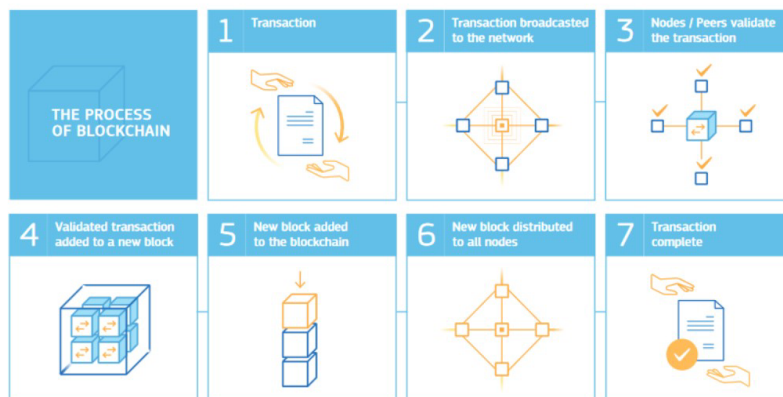 THE PROCESS
OF BLOCKCHAIN
1
Transaction
2
Transaction broadcasted
to the network
3
Nodes / Peers validate
the transaction
4
Validated transaction
added to a new block
5
New block added
to the blockchain
6
New block distributed
to all nodes
7
Transaction
complete